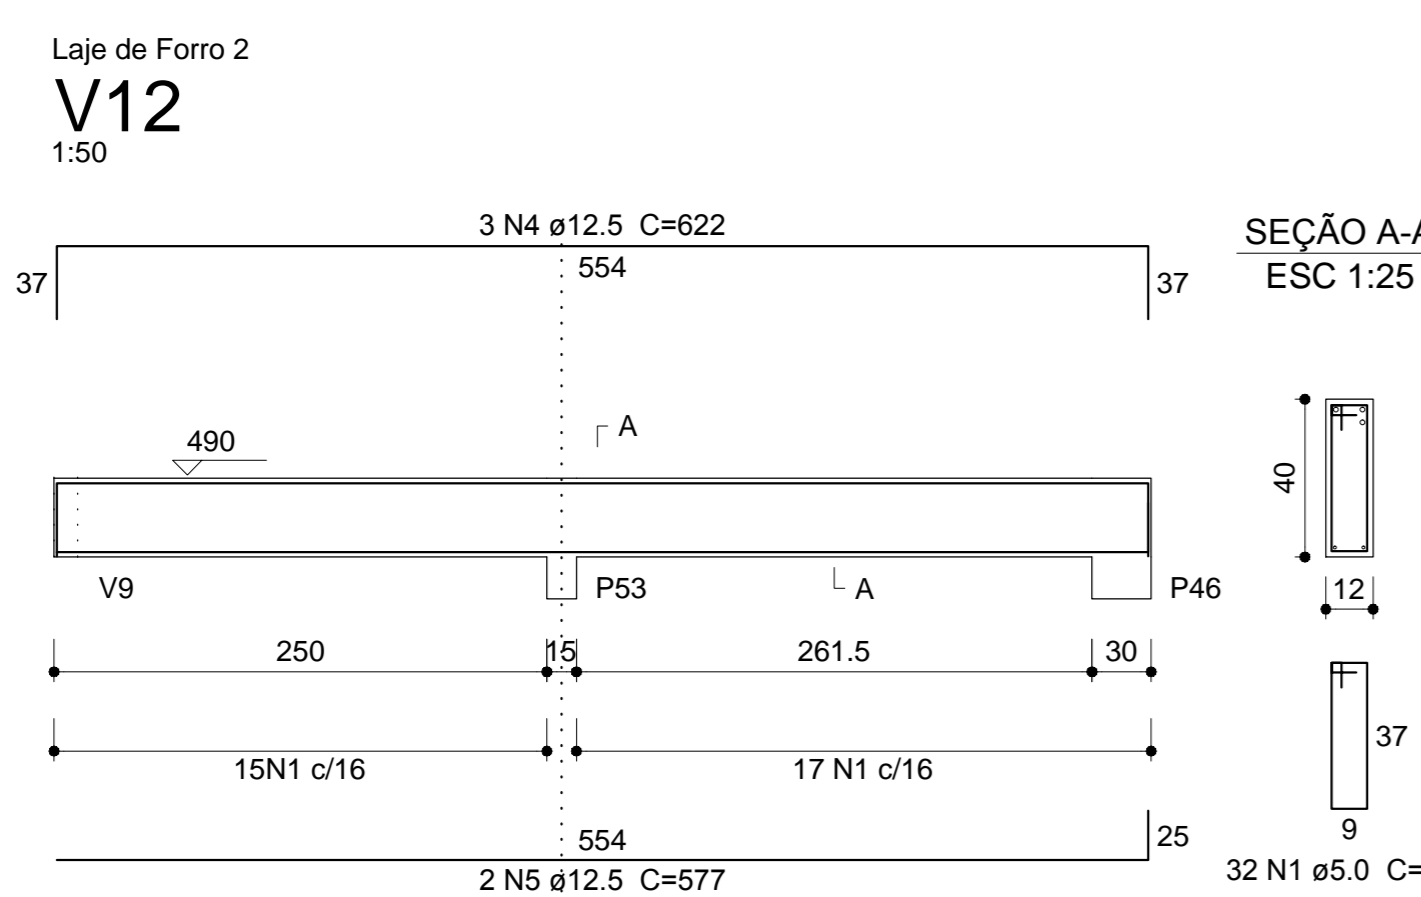 Laje de Forro 2
V12
1:50
3 N4 ø12.5 C=622
554
37
37
SEÇÃO A-A
ESC 1:25
A
490
40
V9
P53
A
P46
12
250
15
261.5
30
37
15N1 c/16
17 N1 c/16
9
554
25
2 N5 ø12.5 C=577
32 N1 ø5.0 C=